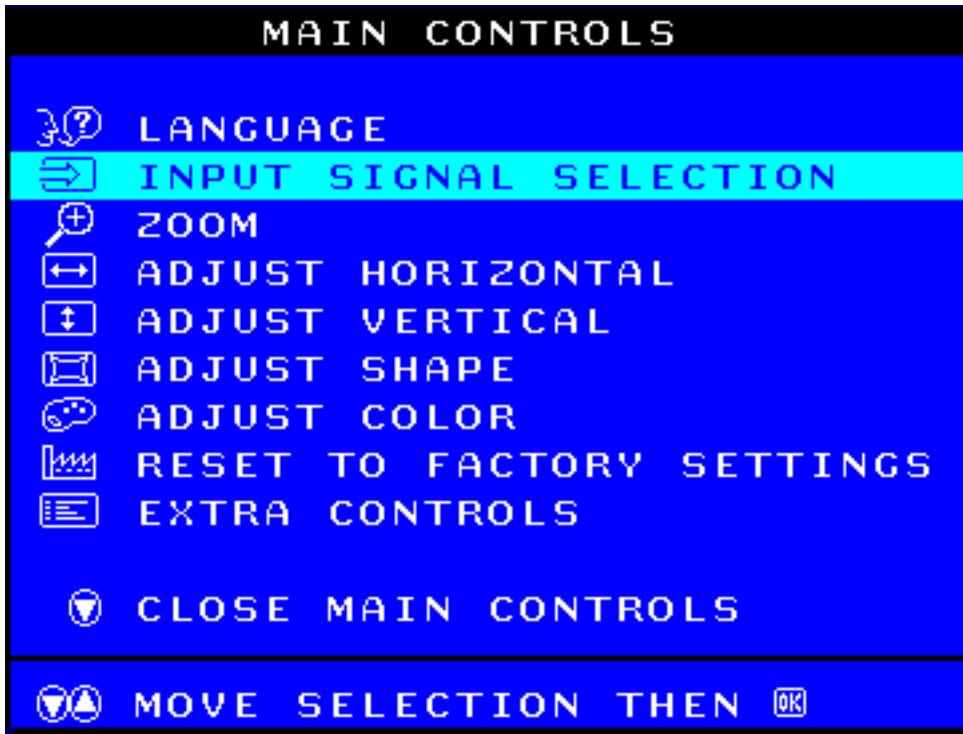 MAIN CONTROLS
LANGUAGE
INPUT SIGNAL SELECTION
ZOOM
ADJUST HORIZONTAL
ADJUST VERTICAL
ADJUST SHAPE
ADJUST COLOR
RESET TO FACTORY SETTINGS
EXTRA CONTROLS
CLOSE MAIN CONTROLS
MOVE SELECTION THEN OK